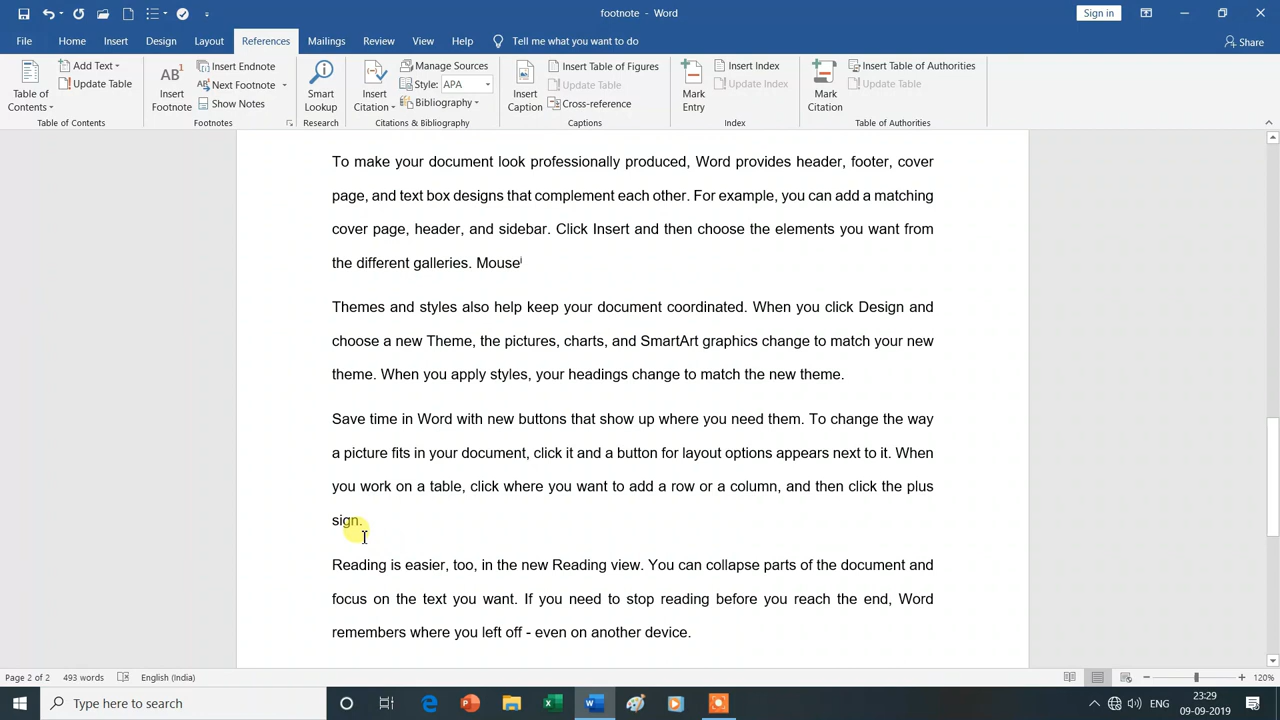 footnote - Word
Sign in
File Home Insert Design Layout References Mailings Review View Help Tell me what you want to do Share
Table of Contents
Add Text
Update Table
Table of Contents
AB1 Insert Footnote
Insert Endnote
Next Footnote
Show Notes
Footnotes
Smart Lookup
Research
Insert Citation
Manage Sources
Style: APA
Bibliography
Citations & Bibliography
Insert Caption
Insert Table of Figures
Update Table
Cross-reference
Captions
Mark Entry
Insert Index
Update Index
Index
Mark Citation
Insert Table of Authorities
Update Table
Table of Authorities
To make your document look professionally produced, Word provides header, footer, cover
page, and text box designs that complement each other. For example, you can add a matching
cover page, header, and sidebar. Click Insert and then choose the elements you want from
the different galleries. Mouseⁱ
Themes and styles also help keep your document coordinated. When you click Design and
choose a new Theme, the pictures, charts, and SmartArt graphics change to match your new
theme. When you apply styles, your headings change to match the new theme.
Save time in Word with new buttons that show up where you need them. To change the way
a picture fits in your document, click it and a button for layout options appears next to it. When
you work on a table, click where you want to add a row or a column, and then click the plus
sign.
Reading is easier, too, in the new Reading view. You can collapse parts of the document and
focus on the text you want. If you need to stop reading before you reach the end, Word
remembers where you left off - even on another device.
Page 2 of 2 493 words English (India) 120%
Type here to search
ENG
23:29
09-09-2019